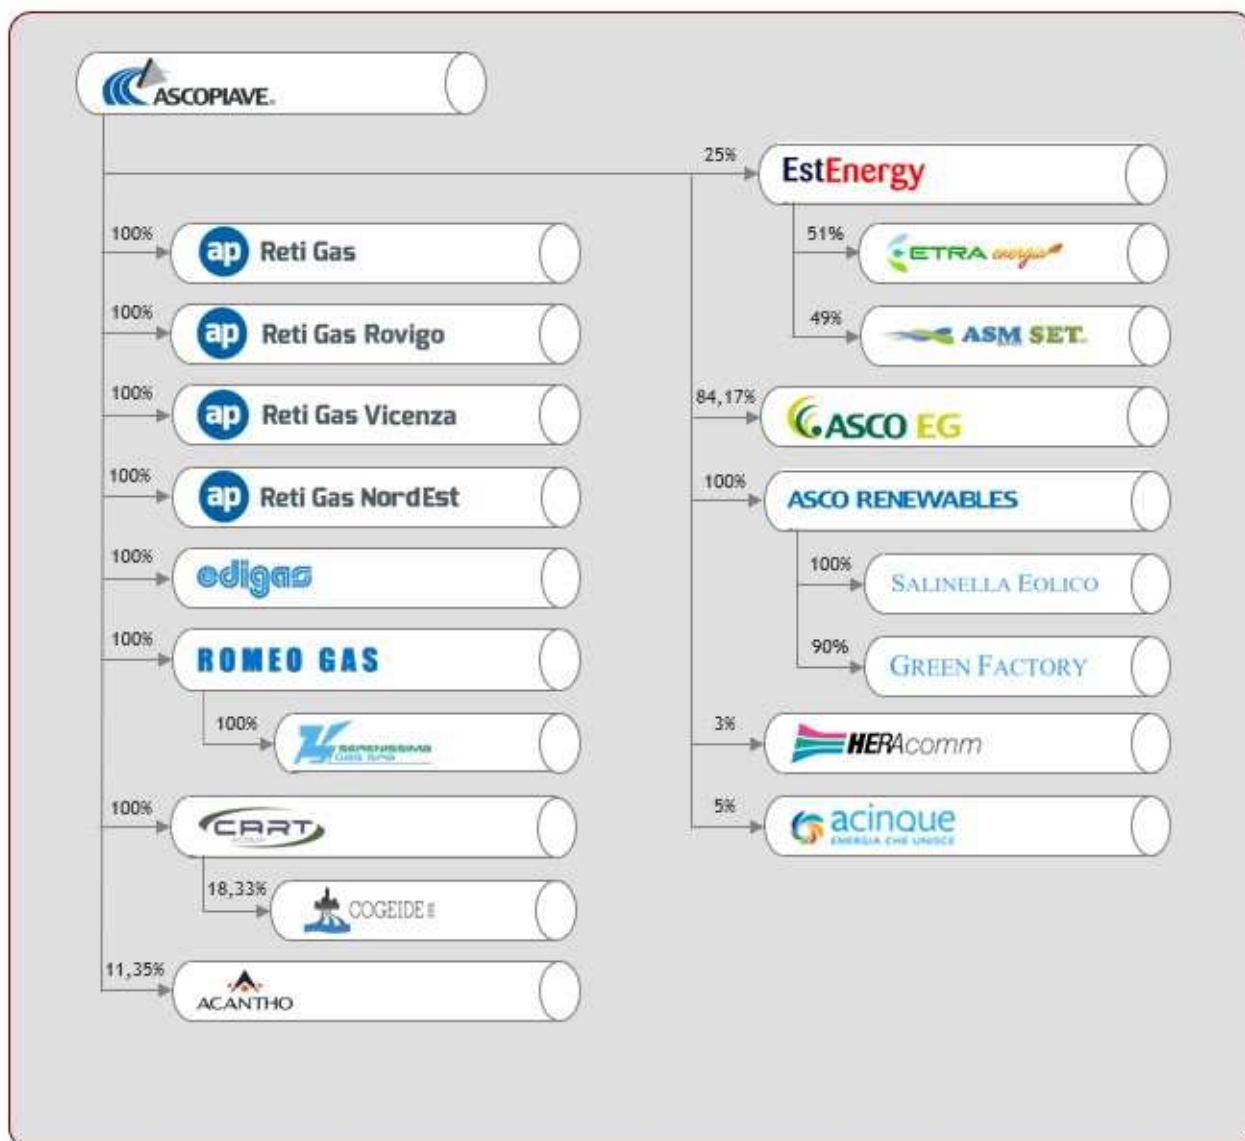 ASCOPIAVE
25%
EstEnergy
51%
ETRA energia
49%
ASM SET
84,17%
ASCO EG
100%
ASCO RENEWABLES
100%
SALINELLA EOLICO
90%
GREEN FACTORY
3%
HERAcomm
5%
acinque
ENERGIA CHE UNISCE
100%
ap Reti Gas
100%
ap Reti Gas Rovigo
100%
ap Reti Gas Vicenza
100%
ap Reti Gas NordEst
100%
edigas
100%
ROMEO GAS
100%
SERENISSIMA
GAS SPA
100%
CART
18,33%
COGEIDE
11,35%
ACANTHO